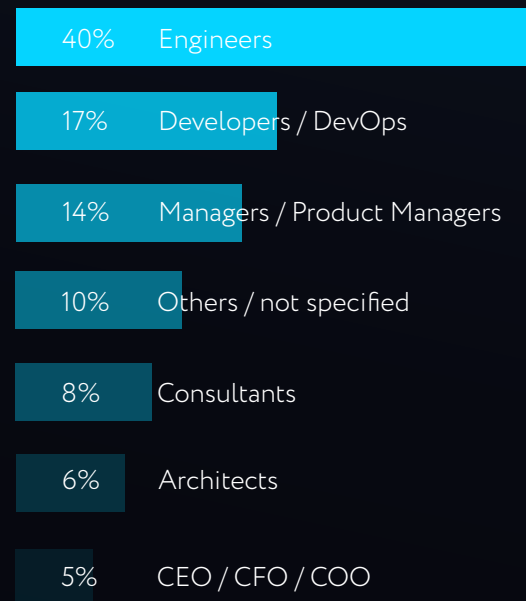 40% Engineers
17% Developers / DevOps
14% Managers / Product Managers
10% Others / not specified
8% Consultants
6% Architects
5% CEO / CFO / COO